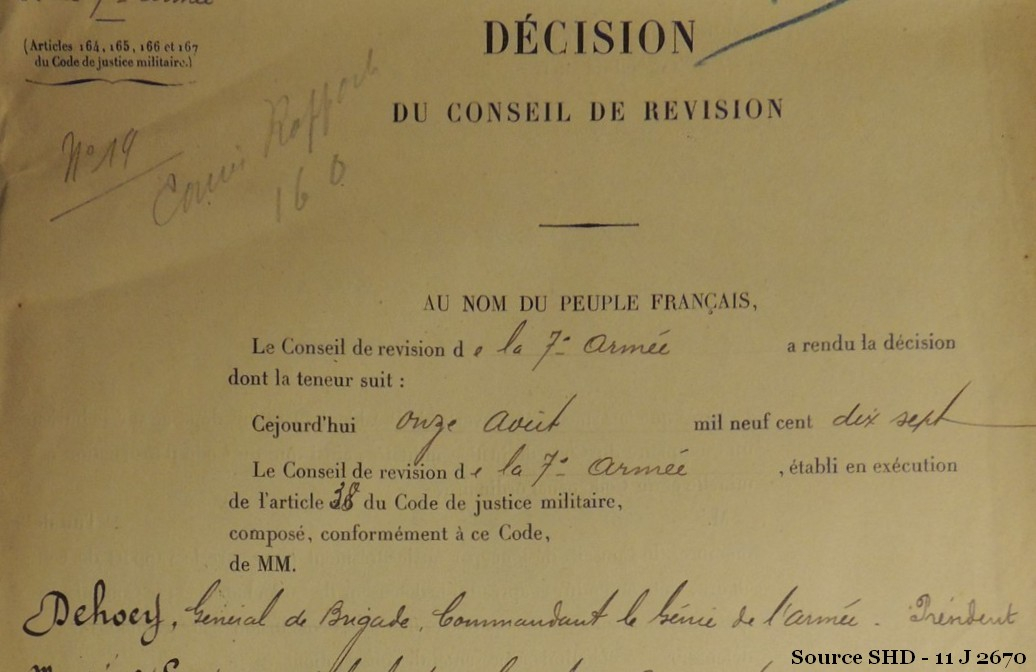 (Articles 164, 165, 166 et 167
du Code de justice militaire.)
DÉCISION
DU CONSEIL DE REVISION
N° 19
Rapport
16 0
AU NOM DU PEUPLE FRANÇAIS,
Le Conseil de revision de la 7e armée a rendu la décision
dont la teneur suit :
Cejourd'hui onze août mil neuf cent dix sept
Le Conseil de revision de la 7e armée , établi en exécution
de l'article 38 du Code de justice militaire,
composé, conformément à ce Code,
de MM.
Dehoey, Général de Brigade, Commandant le Génie de l'armée. Président
Source SHD - 11 J 2670